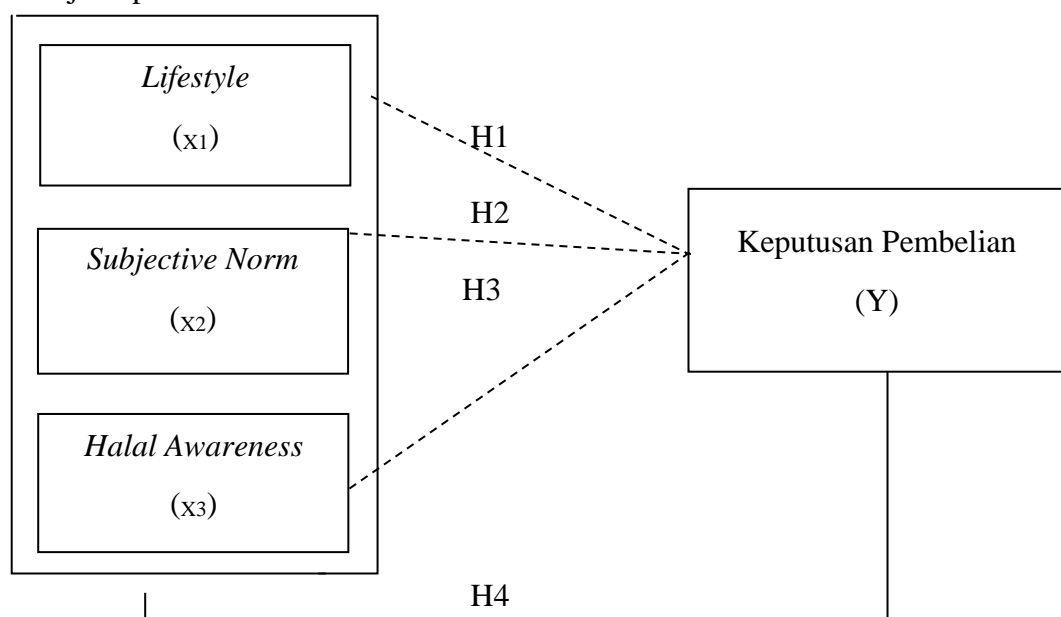 Lifestyle
(X1)
H1
H2
Subjective Norm
(X2)
H3
Keputusan Pembelian
(Y)
Halal Awareness
(X3)
H4